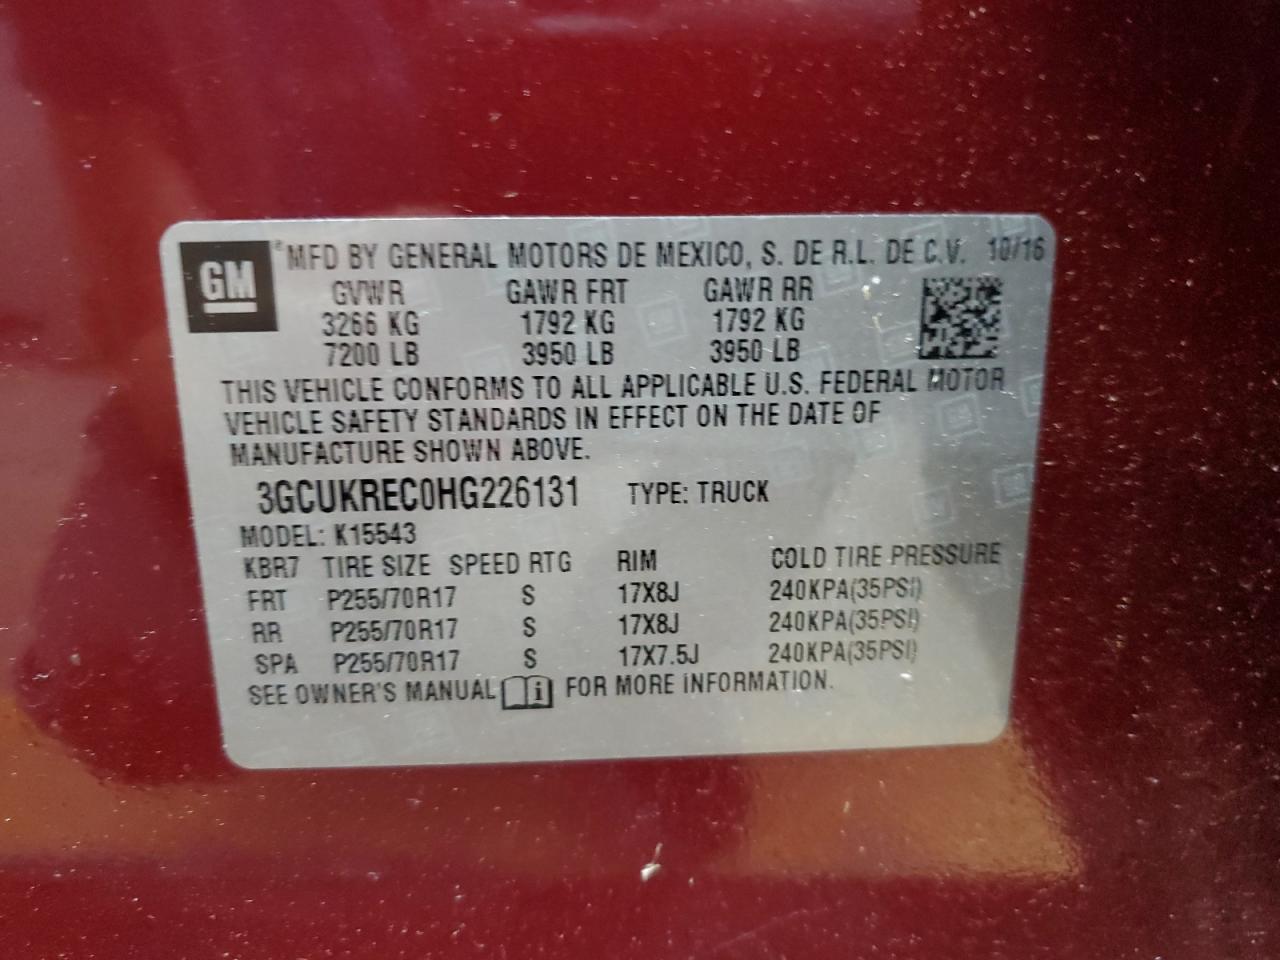 GM
MFD BY GENERAL MOTORS DE MEXICO, S. DE R.L. DE C.V. 10/16
GVWR GAWR FRT GAWR RR
3266 KG 1792 KG 1792 KG
7200 LB 3950 LB 3950 LB
THIS VEHICLE CONFORMS TO ALL APPLICABLE U.S. FEDERAL MOTOR
VEHICLE SAFETY STANDARDS IN EFFECT ON THE DATE OF
MANUFACTURE SHOWN ABOVE.
3GCUKREC0HG226131 TYPE: TRUCK
MODEL: K15543
KBR7 TIRE SIZE SPEED RTG RIM COLD TIRE PRESSURE
FRT P255/70R17 S 17X8J 240KPA(35PSI)
RR P255/70R17 S 17X8J 240KPA(35PSI)
SPA P255/70R17 S 17X7.5J 240KPA(35PSI)
SEE OWNER'S MANUAL i FOR MORE INFORMATION.